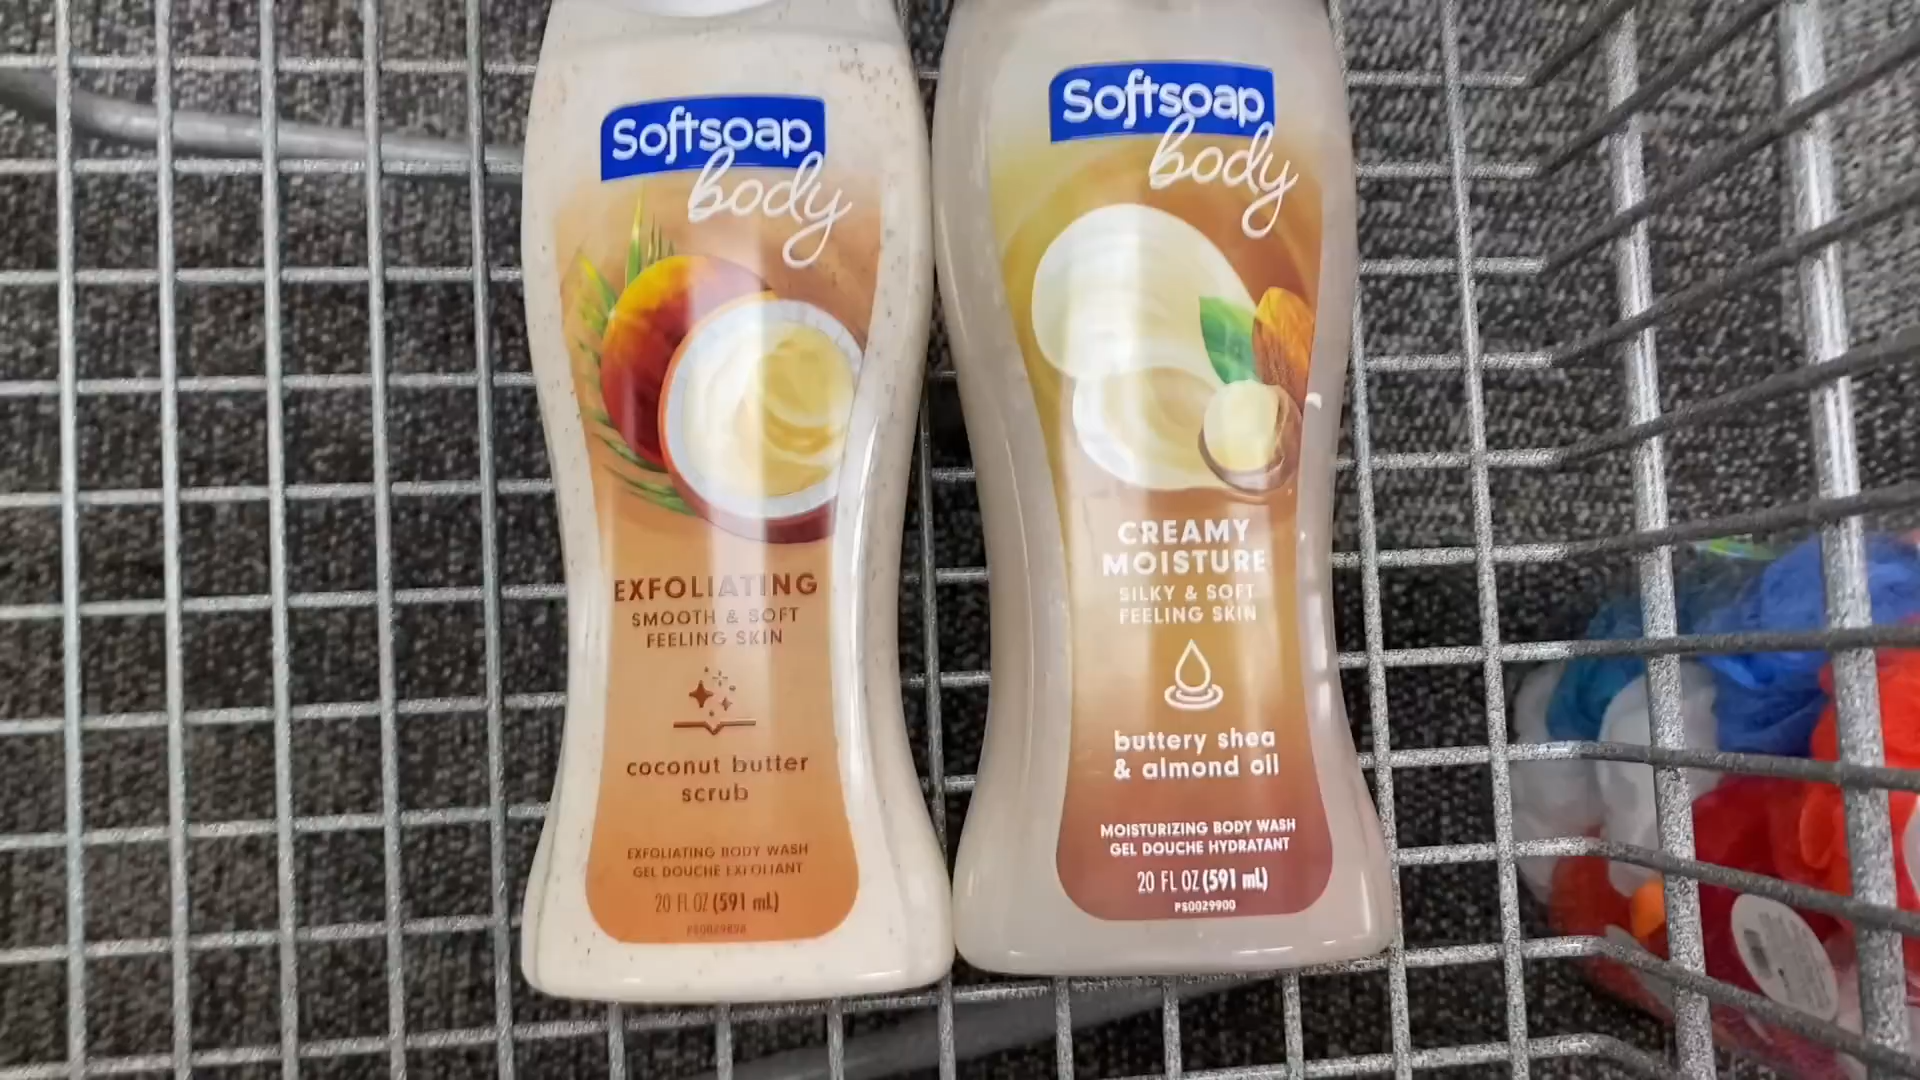 Softsoap
body
EXFOLIATING
SMOOTH & SOFT
FEELING SKIN
coconut butter
scrub
EXFOLIATING BODY WASH
GEL DOUCHE EXFOLIANT
20 FL OZ (591 mL)
Softsoap
body
CREAMY
MOISTURE
SILKY & SOFT
FEELING SKIN
buttery shea
& almond oil
MOISTURIZING BODY WASH
GEL DOUCHE HYDRATANT
20 FL OZ (591 mL)
PS0029900